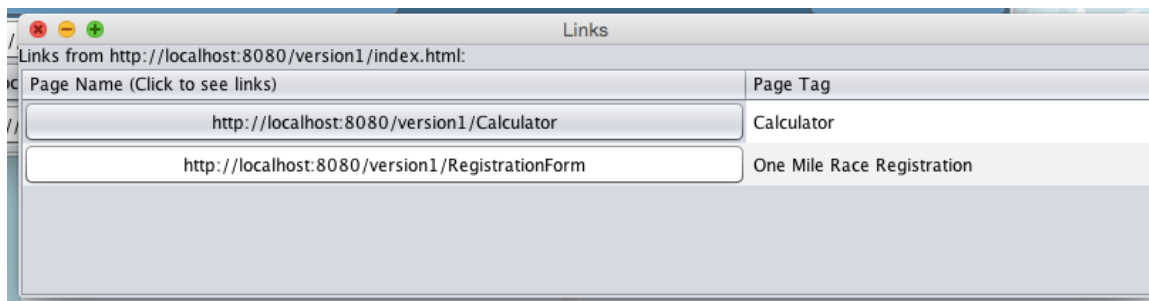 Links
Links from http://localhost:8080/version1/index.html:
Page Name (Click to see links) Page Tag
http://localhost:8080/version1/Calculator Calculator
http://localhost:8080/version1/RegistrationForm One Mile Race Registration